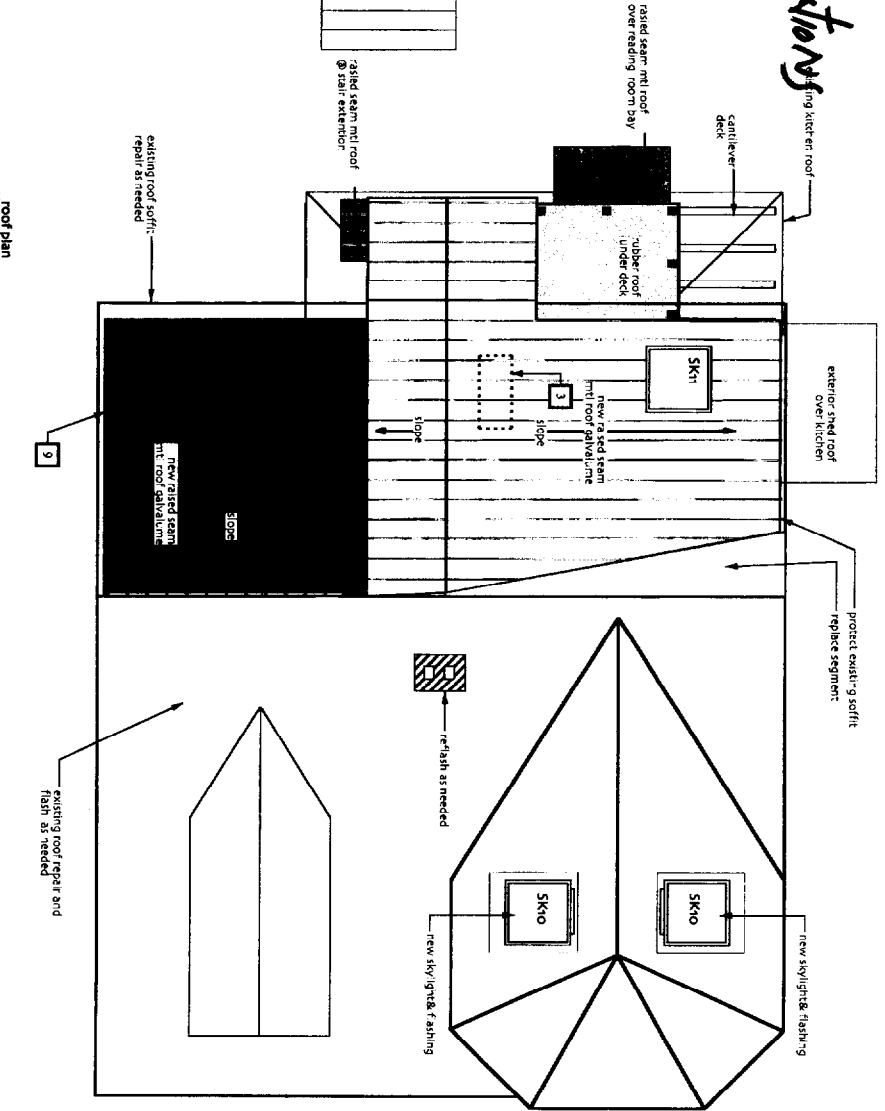 rasied seam mtl roof
over reading room bay
cantilever
deck
rasied seam mtl roof
@ stair extention
existing roof soffit
repair as needed
roof plan
rubber roof
under deck
exterior shed roof
over kitchen
SK11
3
new raised seam
mtl roof galvalume
slope
slope
slope
new raised seam
mtl roof galvalume
9
protect existing soffit
replace segment
reflash as needed
existing roof repair and
flash as needed
SK10
SK10
new skylight& flashing
new skylight& flashing
kitchen roof